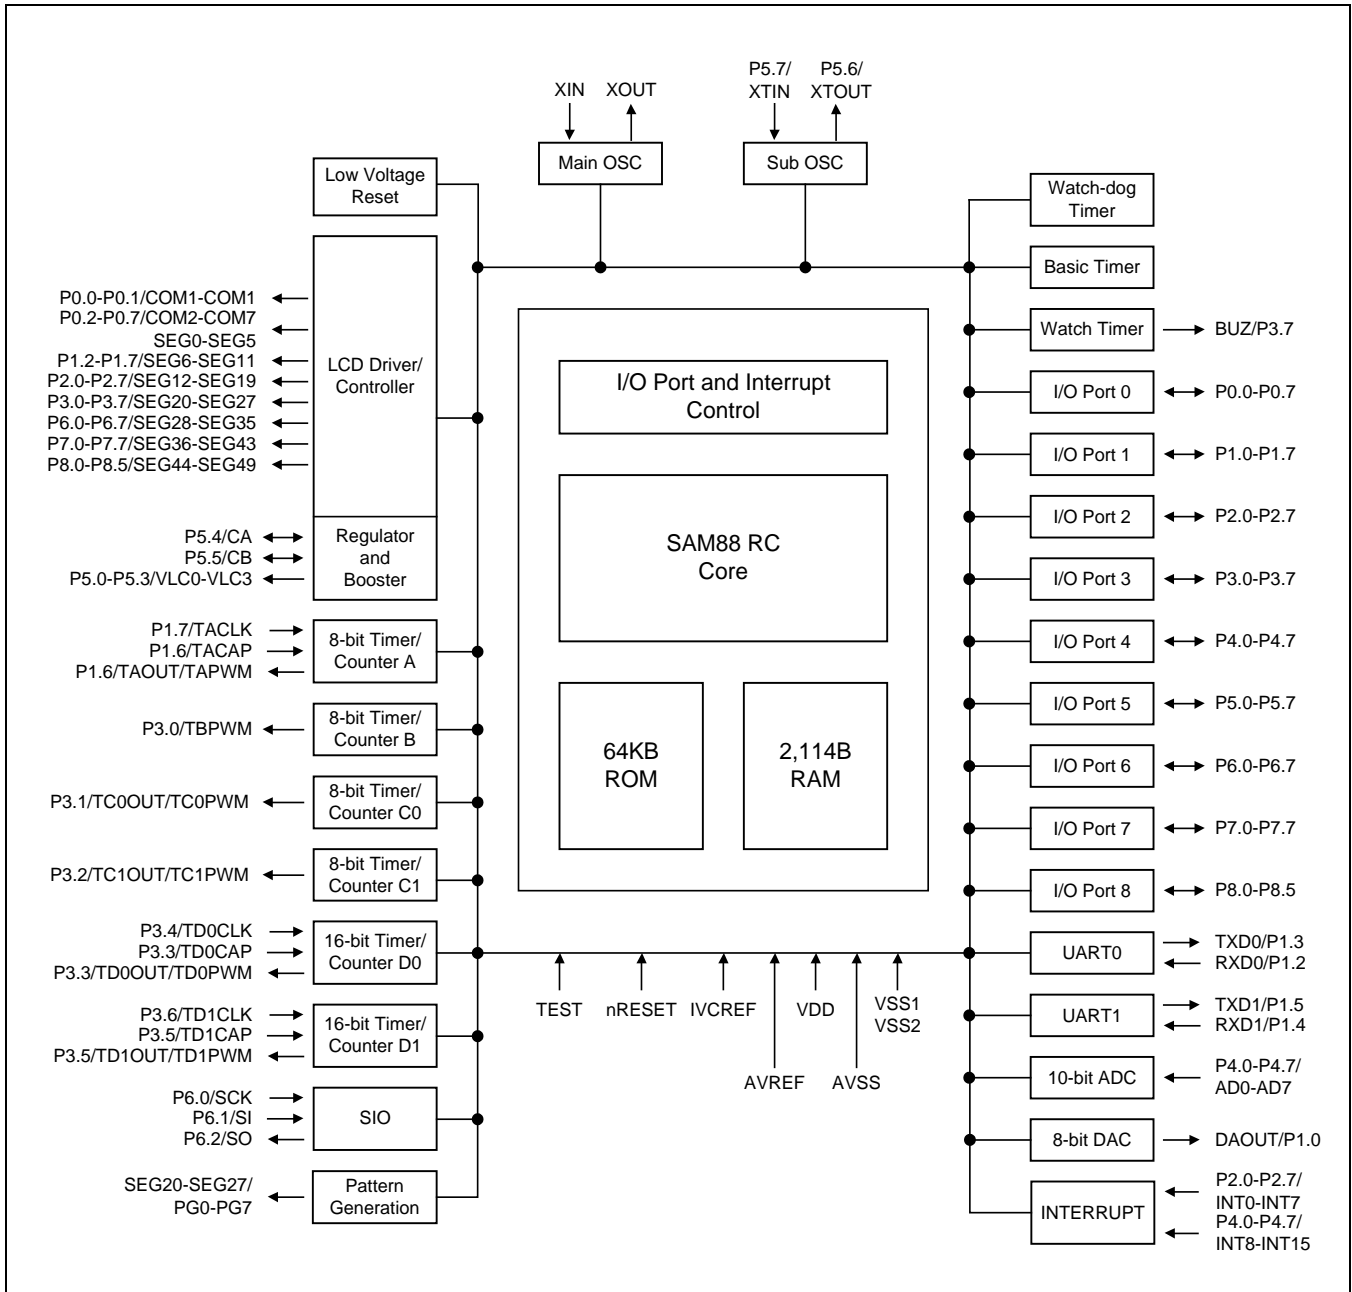 XIN
XOUT
P5.7/
XTIN
P5.6/
XTOUT
Main OSC
Sub OSC
Low Voltage
Reset
P0.0-P0.1/COM1-COM1
P0.2-P0.7/COM2-COM7
SEG0-SEG5
P1.2-P1.7/SEG6-SEG11
P2.0-P2.7/SEG12-SEG19
P3.0-P3.7/SEG20-SEG27
P6.0-P6.7/SEG28-SEG35
P7.0-P7.7/SEG36-SEG43
P8.0-P8.5/SEG44-SEG49
LCD Driver/
Controller
P5.4/CA
P5.5/CB
P5.0-P5.3/VLC0-VLC3
Regulator
and
Booster
P1.7/TACLK
P1.6/TACAP
P1.6/TAOUT/TAPWM
8-bit Timer/
Counter A
P3.0/TBPWM
8-bit Timer/
Counter B
P3.1/TC0OUT/TC0PWM
8-bit Timer/
Counter C0
P3.2/TC1OUT/TC1PWM
8-bit Timer/
Counter C1
P3.4/TD0CLK
P3.3/TD0CAP
P3.3/TD0OUT/TD0PWM
16-bit Timer/
Counter D0
P3.6/TD1CLK
P3.5/TD1CAP
P3.5/TD1OUT/TD1PWM
16-bit Timer/
Counter D1
P6.0/SCK
P6.1/SI
P6.2/SO
SIO
SEG20-SEG27/
PG0-PG7
Pattern
Generation
I/O Port and Interrupt
Control
SAM88 RC
Core
64KB
ROM
2,114B
RAM
TEST
nRESET
IVCREF
AVREF
VDD
AVSS
VSS1
VSS2
Watch-dog
Timer
Basic Timer
Watch Timer
BUZ/P3.7
I/O Port 0
P0.0-P0.7
I/O Port 1
P1.0-P1.7
I/O Port 2
P2.0-P2.7
I/O Port 3
P3.0-P3.7
I/O Port 4
P4.0-P4.7
I/O Port 5
P5.0-P5.7
I/O Port 6
P6.0-P6.7
I/O Port 7
P7.0-P7.7
I/O Port 8
P8.0-P8.5
UART0
TXD0/P1.3
RXD0/P1.2
UART1
TXD1/P1.5
RXD1/P1.4
10-bit ADC
P4.0-P4.7/
AD0-AD7
8-bit DAC
DAOUT/P1.0
INTERRUPT
P2.0-P2.7/
INT0-INT7
P4.0-P4.7/
INT8-INT15